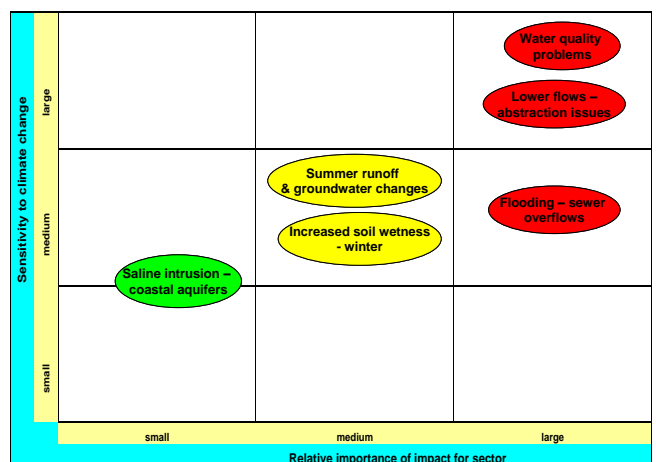 Sensitivity to climate change
large
medium
small
Water quality
problems
Lower flows –
abstraction issues
Summer runoff
& groundwater changes
Flooding – sewer
overflows
Increased soil wetness
- winter
Saline intrusion –
coastal aquifers
small
medium
large
Relative importance of impact for sector